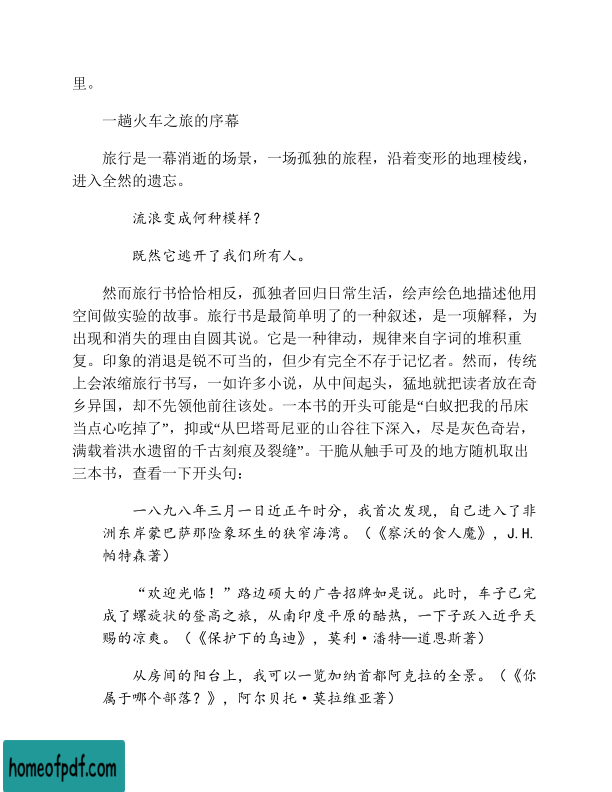 里。
一趟火车之旅的序幕
旅行是一幕消逝的场景，一场孤独的旅程，沿着变形的地理棱线，
进入全然的遗忘。
流浪变成何种模样？
既然它逃开了我们所有人。
然而旅行书恰恰相反，孤独者回归日常生活，绘声绘色地描述他用
空间做实验的故事。旅行书是最简单明了的一种叙述，是一项解释，为
出现和消失的理由自圆其说。它是一种律动，规律来自字词的堆积重
复。印象的消退是锐不可当的，但少有完全不存于记忆者。然而，传统
上会浓缩旅行书写，一如许多小说，从中间起头，猛地就把读者放在奇
乡异国，却不先领他前往该处。一本书的开头可能是“白蚁把我的吊床
当点心吃掉了”，抑或“从巴塔哥尼亚的山谷往下深入，尽是灰色奇岩，
满载着洪水遗留的千古刻痕及裂缝”。干脆从触手可及的地方随机取出
三本书，查看一下开头句：
一八九八年三月一日近正午时分，我首次发现，自己进入了非
洲东岸蒙巴萨那险象环生的狭窄海湾。（《察沃的食人魔》，J.H.
帕特森著）
“欢迎光临！”路边硕大的广告招牌如是说。此时，车子已完
成了螺旋状的登高之旅，从南印度平原的酷热，一下子跃入近乎天
赐的凉爽。（《保护下的乌迪》，莫利·潘特—道恩斯著）
从房间的阳台上，我可以一览加纳首都阿克拉的全景。（《你
属于哪个部落？》，阿尔贝托·莫拉维亚著）
homeofpdf.com